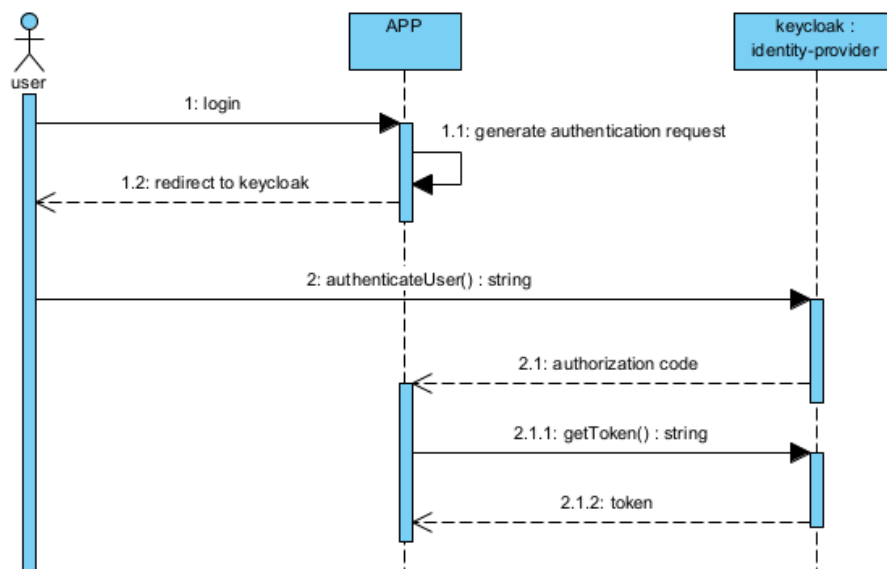 APP
keycloak :
identity-provider
user
1: login
1.1: generate authentication request
1.2: redirect to keycloak
2: authenticateUser() : string
2.1: authorization code
2.1.1: getToken() : string
2.1.2: token